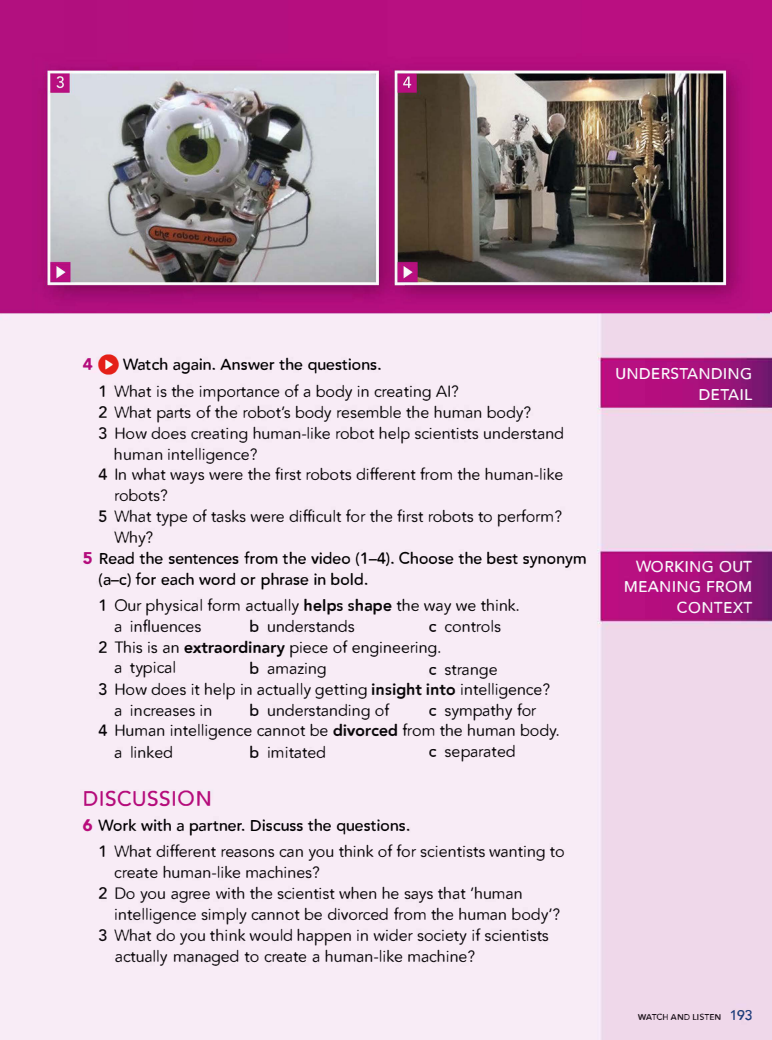 3
4
the robot studio
4 Watch again. Answer the questions.
1 What is the importance of a body in creating AI?
2 What parts of the robot's body resemble the human body?
3 How does creating human-like robot help scientists understand
human intelligence?
4 In what ways were the first robots different from the human-like
robots?
5 What type of tasks were difficult for the first robots to perform?
Why?
UNDERSTANDING
DETAIL
5 Read the sentences from the video (1–4). Choose the best synonym
(a–c) for each word or phrase in bold.
1 Our physical form actually helps shape the way we think.
a influences b understands c controls
2 This is an extraordinary piece of engineering.
a typical b amazing c strange
3 How does it help in actually getting insight into intelligence?
a increases in b understanding of c sympathy for
4 Human intelligence cannot be divorced from the human body.
a linked b imitated c separated
WORKING OUT
MEANING FROM
CONTEXT
DISCUSSION
6 Work with a partner. Discuss the questions.
1 What different reasons can you think of for scientists wanting to
create human-like machines?
2 Do you agree with the scientist when he says that 'human
intelligence simply cannot be divorced from the human body'?
3 What do you think would happen in wider society if scientists
actually managed to create a human-like machine?
WATCH AND LISTEN 193